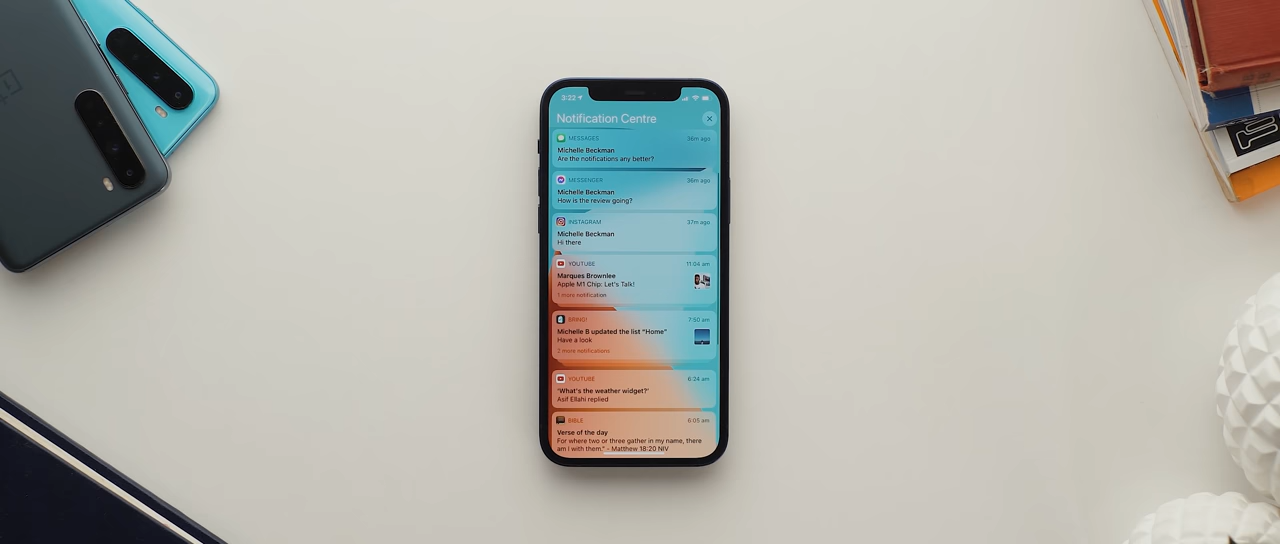 3:22
Notification Centre
MESSAGES 36m ago
Michelle Beckman
Are the notifications any better?
MESSENGER 36m ago
Michelle Beckman
How is the review going?
INSTAGRAM 37m ago
Michelle Beckman
Hi there
YOUTUBE 11:04 am
Marques Brownlee
Apple M1 Chip: Let's Talk!
1 more notification
BRING! 7:50 am
Michelle B updated the list "Home"
Have a look
2 more notifications
YOUTUBE 6:24 am
'What's the weather widget?'
Asif Ellahi replied
BIBLE 6:05 am
Verse of the day
For where two or three gather in my name, there
am I with them." - Matthew 18:20 NIV